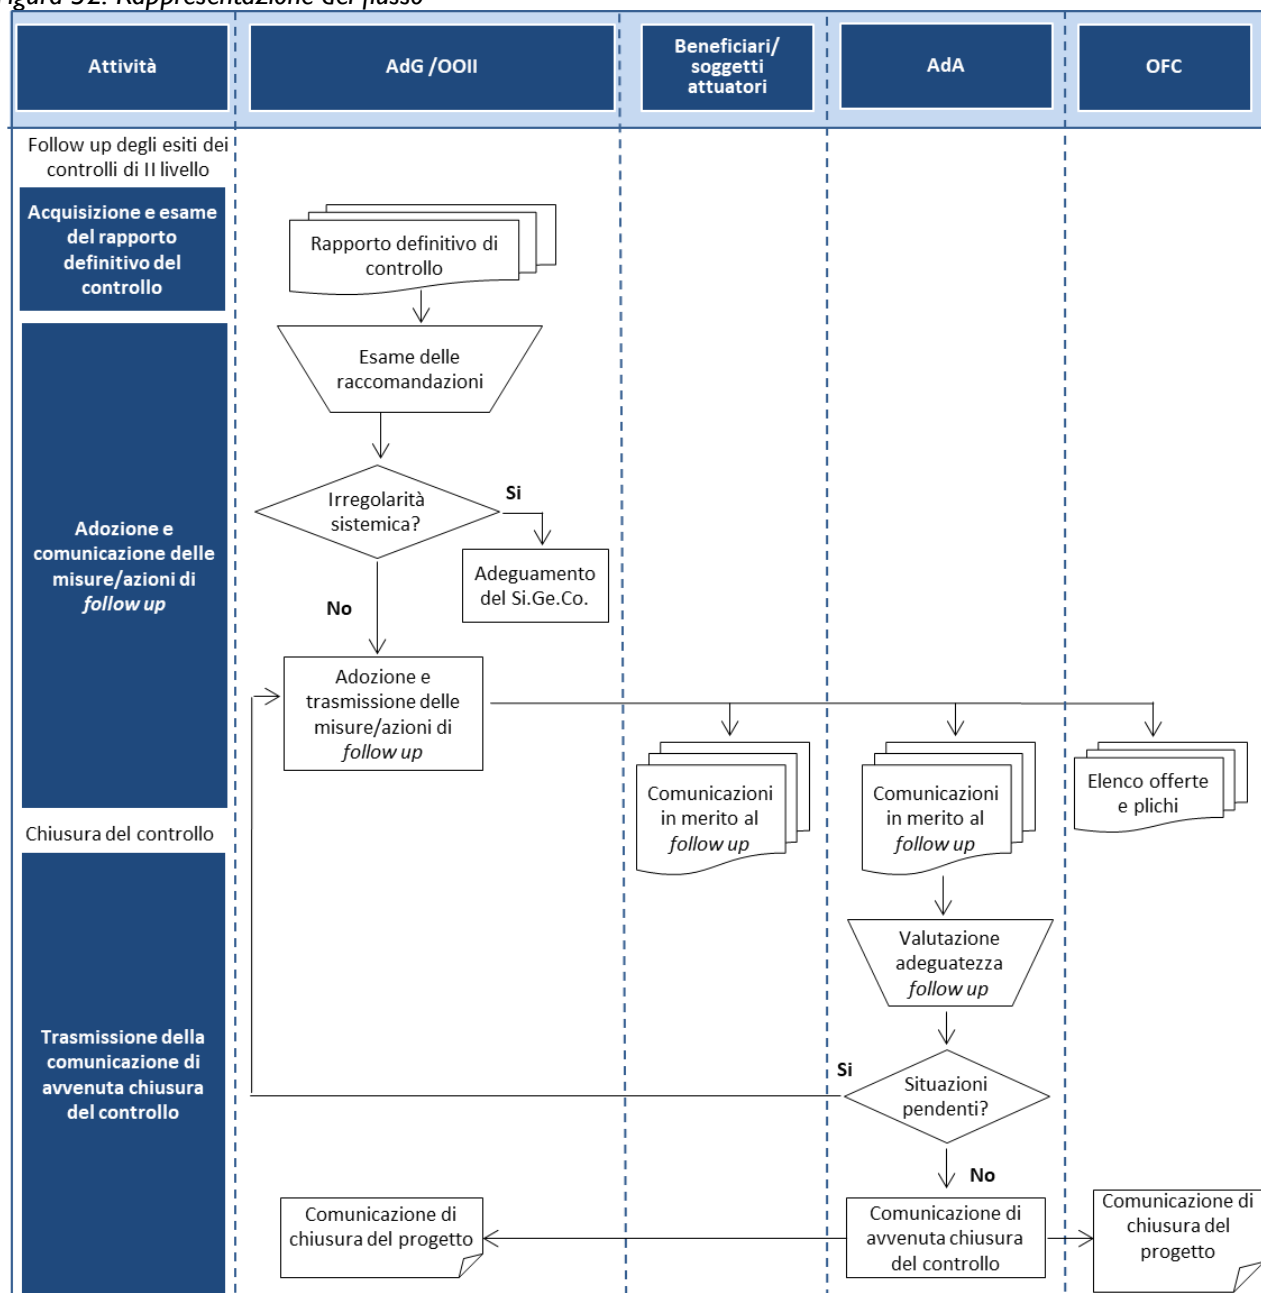 Figura 52: Rappresentazione del flusso
Attività
AdG /OOII
Beneficiari/
soggetti
attuatori
AdA
OFC
Follow up degli esiti dei
controlli di II livello
Acquisizione e esame
del rapporto
definitivo del
controllo
Rapporto definitivo di
controllo
Esame delle
raccomandazioni
Adozione e
comunicazione delle
misure/azioni di
follow up
Irregolarità
sistemica?
Si
Adeguamento
del Si.Ge.Co.
No
Adozione e
trasmissione delle
misure/azioni di
follow up
Comunicazioni
in merito al
follow up
Comunicazioni
in merito al
follow up
Elenco offerte
e plichi
Chiusura del controllo
Trasmissione della
comunicazione di
avvenuta chiusura
del controllo
Valutazione
adeguatezza
follow up
Si
Situazioni
pendenti?
No
Comunicazione di
chiusura del progetto
Comunicazione di
avvenuta chiusura
del controllo
Comunicazione di
chiusura del
progetto